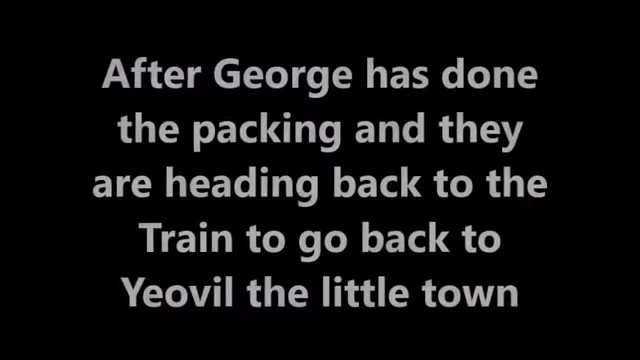 After George has done
the packing and they
are heading back to the
Train to go back to
Yeovil the little town